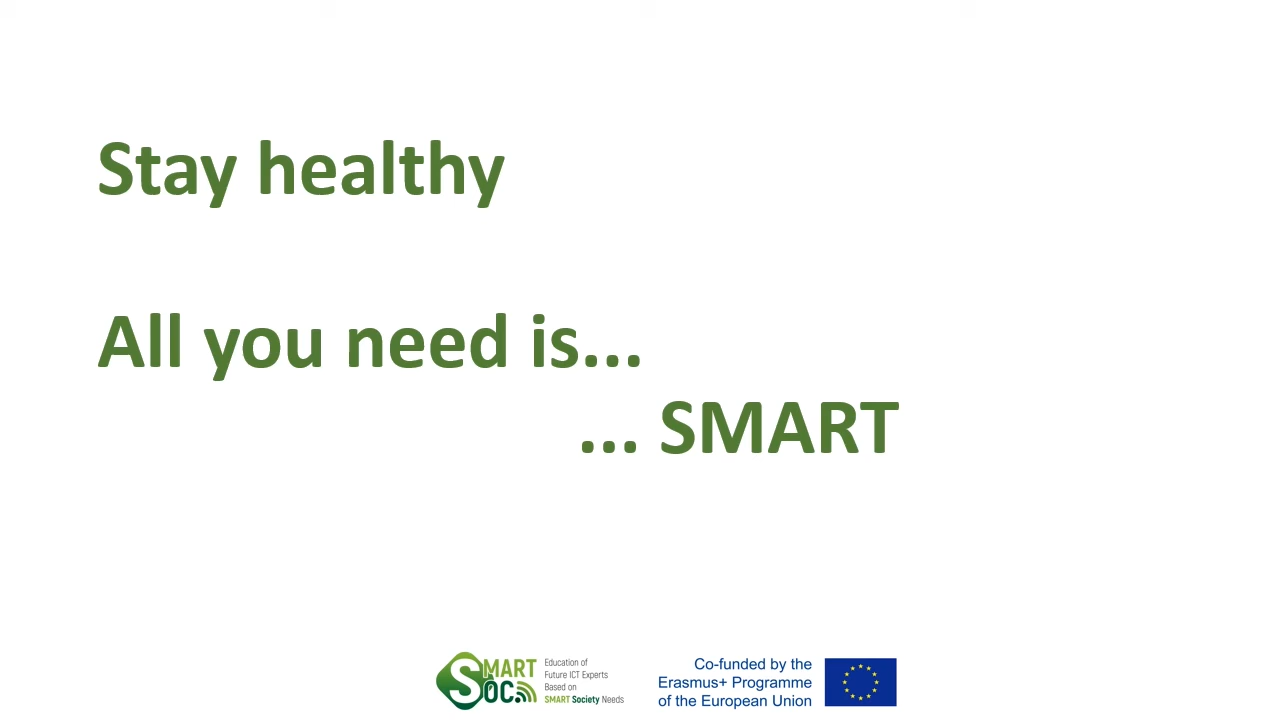 Stay healthy
All you need is...
... SMART
SMART
SOC.
Education of
Future ICT Experts
Based on
SMART Society Needs
Co-funded by the
Erasmus+ Programme
of the European Union